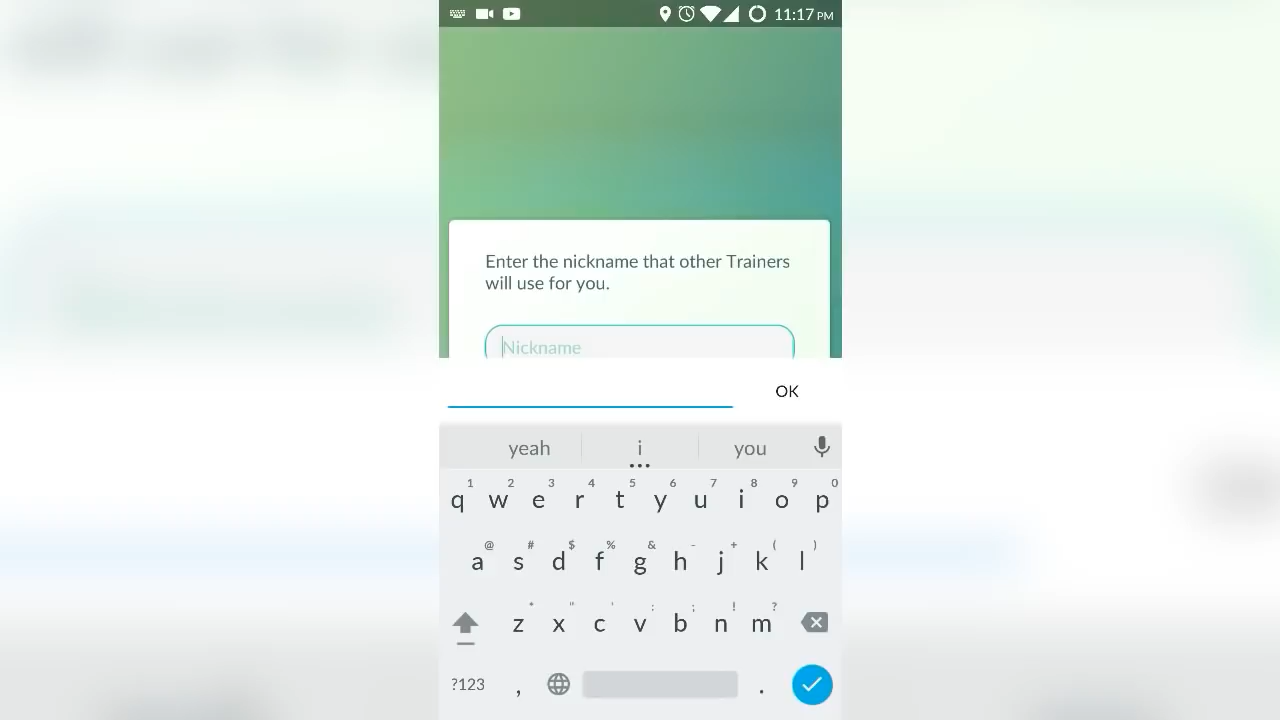 11:17 PM
Enter the nickname that other Trainers
will use for you.
Nickname
OK
yeah i you
1 2 3 4 5 6 7 8 9 0
q w e r t y u i o p
@ # $ % & - + ( )
a s d f g h j k l
* " ' : ; ! ?
z x c v b n m
?123 , .